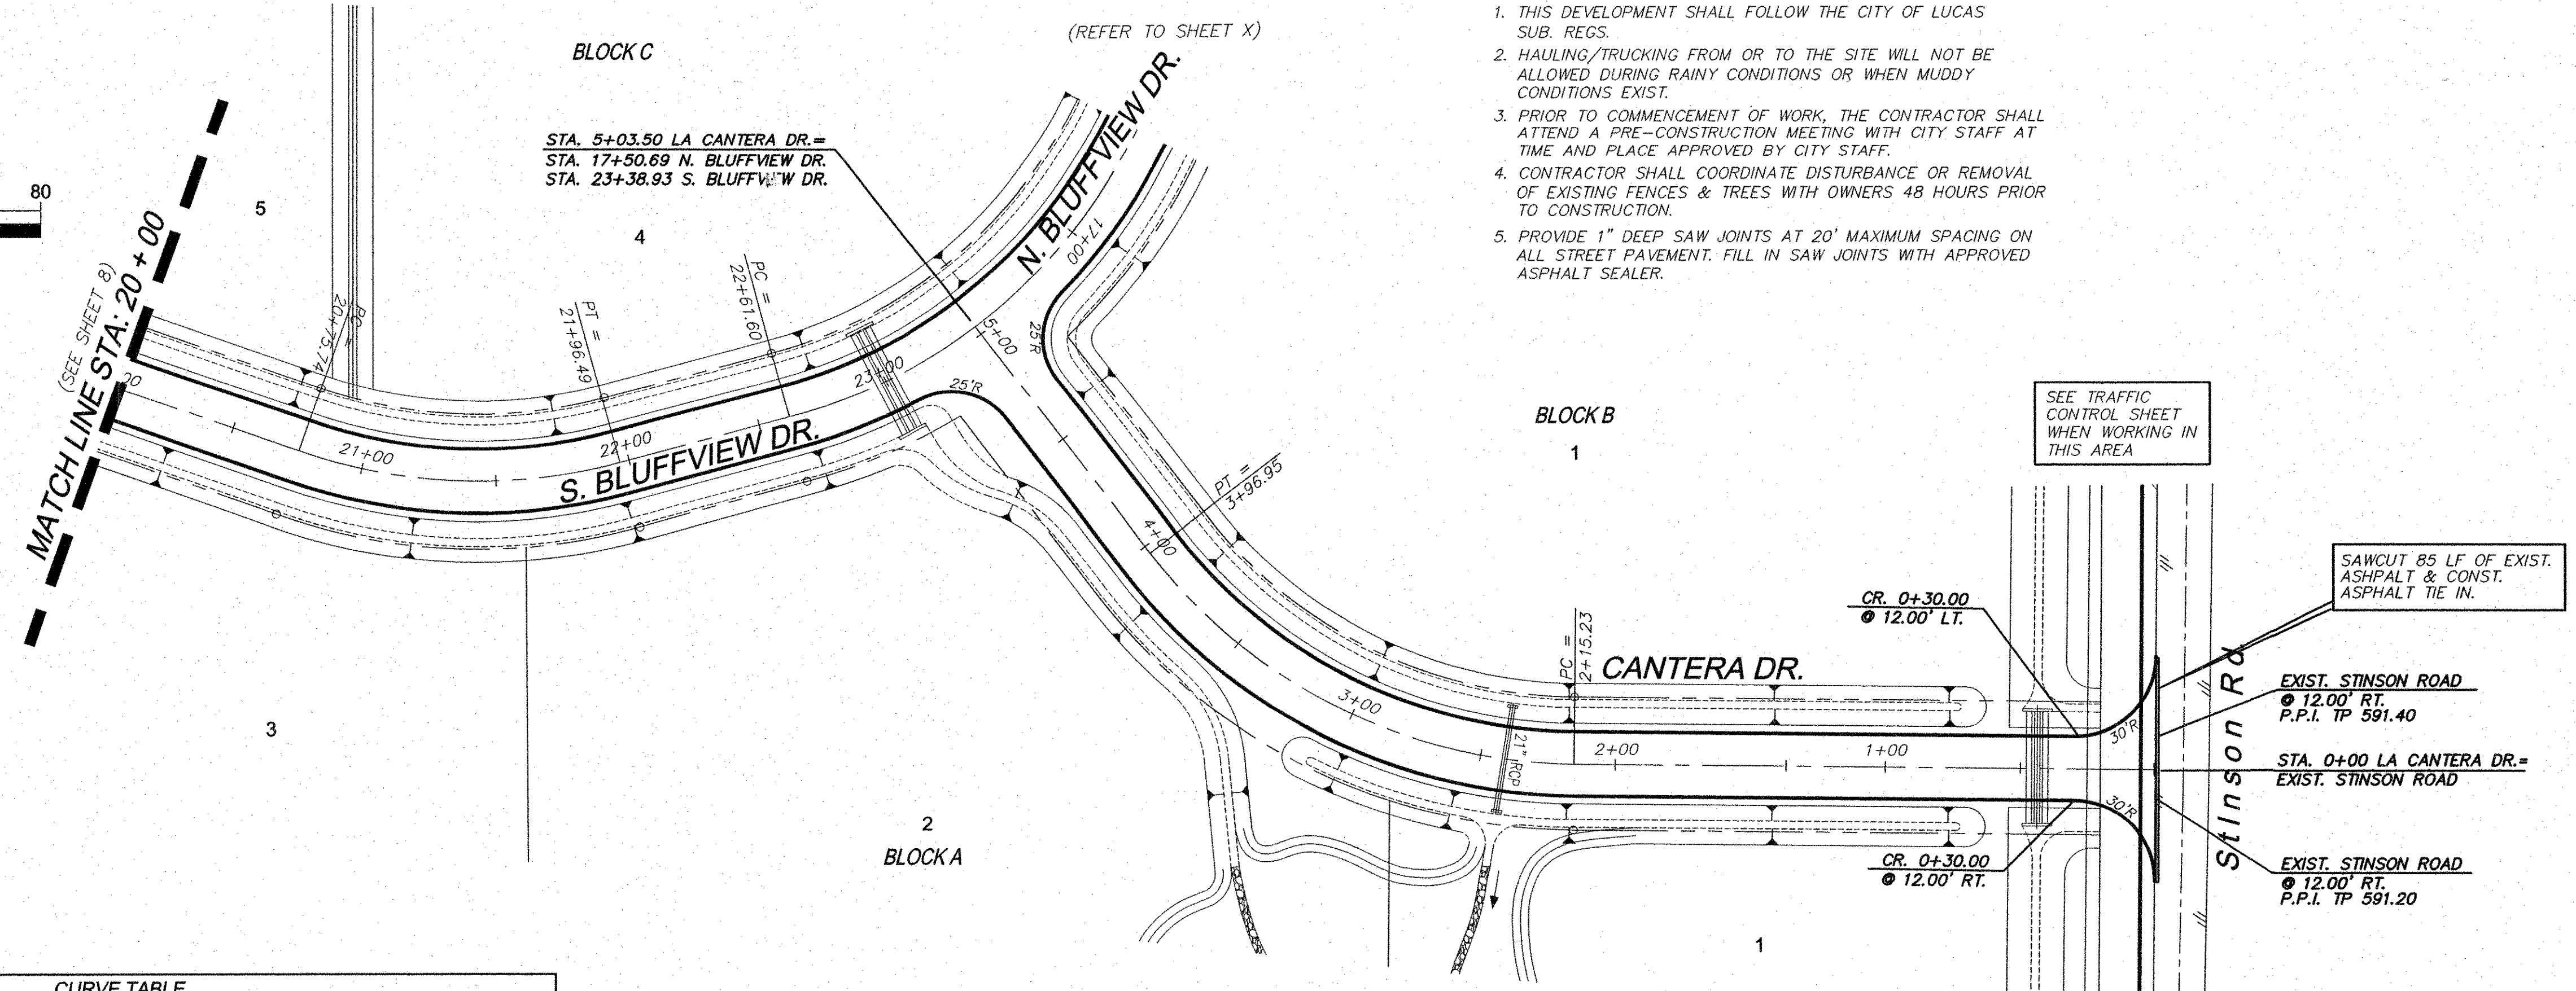 1. THIS DEVELOPMENT SHALL FOLLOW THE CITY OF LUCAS
SUB. REGS.
2. HAULING/TRUCKING FROM OR TO THE SITE WILL NOT BE
ALLOWED DURING RAINY CONDITIONS OR WHEN MUDDY
CONDITIONS EXIST.
3. PRIOR TO COMMENCEMENT OF WORK, THE CONTRACTOR SHALL
ATTEND A PRE-CONSTRUCTION MEETING WITH CITY STAFF AT
TIME AND PLACE APPROVED BY CITY STAFF.
4. CONTRACTOR SHALL COORDINATE DISTURBANCE OR REMOVAL
OF EXISTING FENCES & TREES WITH OWNERS 48 HOURS PRIOR
TO CONSTRUCTION.
5. PROVIDE 1" DEEP SAW JOINTS AT 20' MAXIMUM SPACING ON
ALL STREET PAVEMENT. FILL IN SAW JOINTS WITH APPROVED
ASPHALT SEALER.
(REFER TO SHEET X)
BLOCK C
STA. 5+03.50 LA CANTERA DR.=
STA. 17+50.69 N. BLUFFVIEW DR.
STA. 23+38.93 S. BLUFFVIEW DR.
80
5
4
N. BLUFFVIEW DR.
17+00
(SEE SHEET 8)
MATCH LINE STA: 20 + 00
00
PC =
20+75.74
PT =
21+96.49
PC =
22+61.60
21+00
22+00
23+00
S. BLUFFVIEW DR.
25'R
25'R
5+00
4+00
PT =
3+96.95
BLOCK B
1
SEE TRAFFIC
CONTROL SHEET
WHEN WORKING IN
THIS AREA
SAWCUT 85 LF OF EXIST.
ASHPALT & CONST.
ASPHALT TIE IN.
CR. 0+30.00
@ 12.00' LT.
PC =
2+15.23
CANTERA DR.
3+00
2+00
1+00
21" RCP
30'R
30'R
StInson Rd
EXIST. STINSON ROAD
@ 12.00' RT.
P.P.I. TP 591.40
STA. 0+00 LA CANTERA DR.=
EXIST. STINSON ROAD
EXIST. STINSON ROAD
@ 12.00' RT.
P.P.I. TP 591.20
CR. 0+30.00
@ 12.00' RT.
3
2
BLOCK A
1
CURVE TABLE